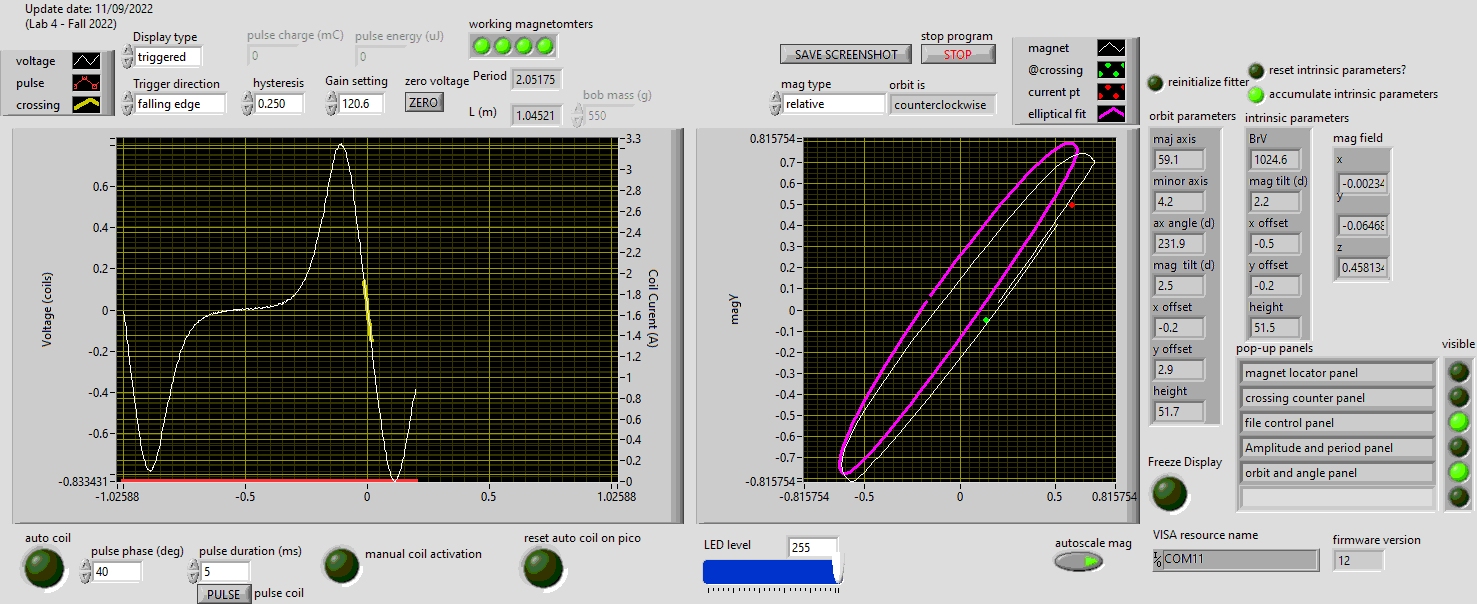 Update date: 11/09/2022
(Lab 4 - Fall 2022)
voltage
pulse
crossing
Display type
triggered
Trigger direction
falling edge
pulse charge (mC)
0
pulse energy (uJ)
0
hysteresis
0.250
Gain setting
120.6
zero voltage
ZERO
working magnetomters
Period
2.05175
L (m)
1.04521
bob mass (g)
550
SAVE SCREENSHOT
stop program
STOP
mag type
relative
orbit is
counterclockwise
magnet
@crossing
current pt
elliptical fit
reinitialize fitter
reset intrinsic parameters?
accumulate intrinsic parameters
Voltage (coils)
0.6
0.4
0.2
0
-0.2
-0.4
-0.6
-0.833431
-1.02588
-0.5
0
0.5
1.02588
3.3
3
2.8
2.6
2.4
2.2
2
1.8
1.6
1.4
1.2
1
0.8
0.6
0.4
0.2
0
Coil Curent (A)
magY
0.815754
0.7
0.6
0.5
0.4
0.3
0.2
0.1
0
-0.1
-0.2
-0.3
-0.4
-0.5
-0.6
-0.7
-0.815754
-0.815754
-0.5
0
0.5
0.815754
orbit parameters
maj axis
59.1
minor axis
4.2
ax angle (d)
231.9
mag tilt (d)
2.5
x offset
-0.2
y offset
2.9
height
51.7
intrinsic parameters
BrV
1024.6
mag tilt (d)
2.2
x offset
-0.5
y offset
-0.2
height
51.5
mag field
x
-0.00234
y
-0.06468
z
0.458134
pop-up panels
visible
magnet locator panel
crossing counter panel
file control panel
Amplitude and period panel
orbit and angle panel
Freeze Display
auto coil
pulse phase (deg)
40
pulse duration (ms)
5
PULSE
pulse coil
manual coil activation
reset auto coil on pico
LED level
255
autoscale mag
VISA resource name
COM11
firmware version
12